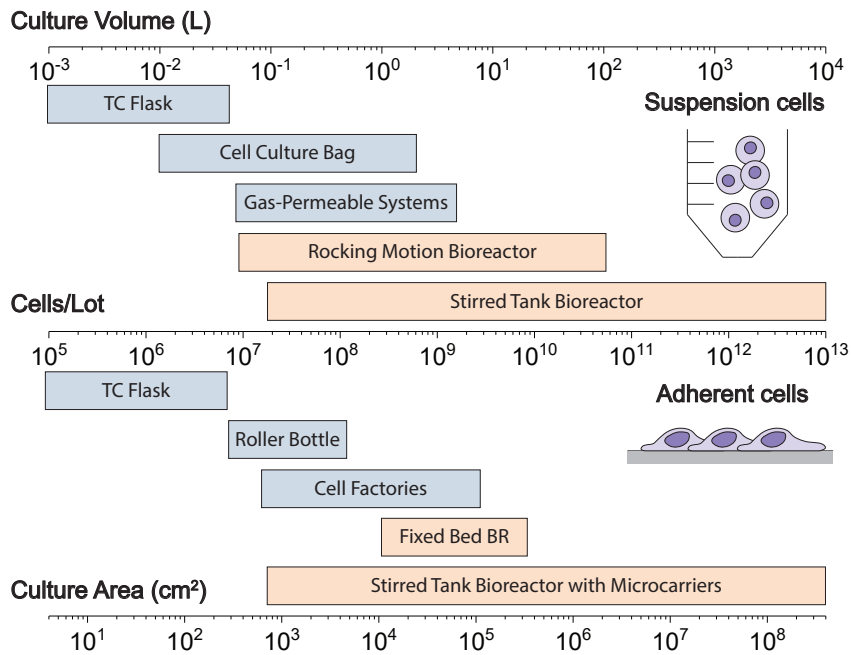 Culture Volume (L)
10⁻³ 10⁻² 10⁻¹ 10⁰ 10¹ 10² 10³ 10⁴
TC Flask
Suspension cells
Cell Culture Bag
Gas-Permeable Systems
Rocking Motion Bioreactor
Stirred Tank Bioreactor
Cells/Lot
10⁵ 10⁶ 10⁷ 10⁸ 10⁹ 10¹⁰ 10¹¹ 10¹² 10¹³
TC Flask
Adherent cells
Roller Bottle
Cell Factories
Fixed Bed BR
Stirred Tank Bioreactor with Microcarriers
Culture Area (cm²)
10¹ 10² 10³ 10⁴ 10⁵ 10⁶ 10⁷ 10⁸